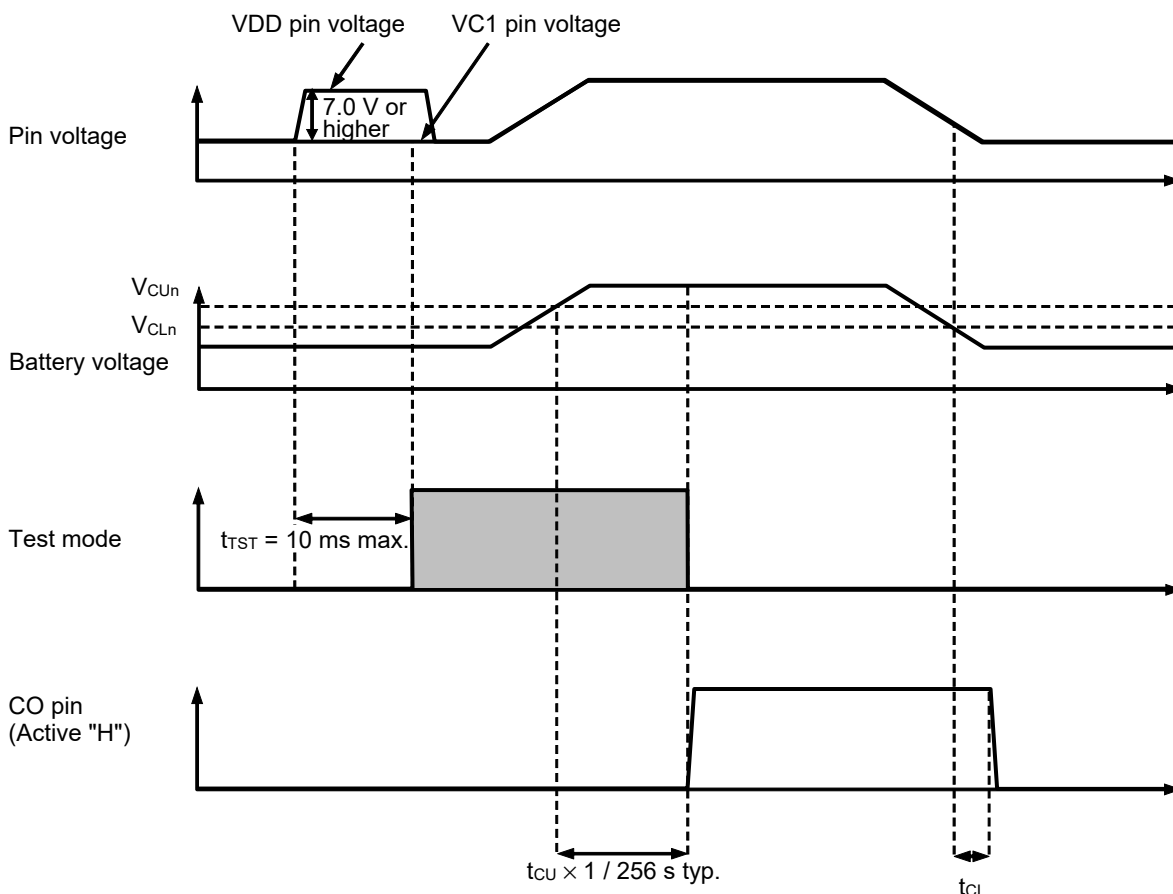 VDD pin voltage
VC1 pin voltage
7.0 V or
higher
Pin voltage
VCUn
VCLn
Battery voltage
Test mode
tTST = 10 ms max.
CO pin
(Active "H")
tCU × 1 / 256 s typ.
tCL